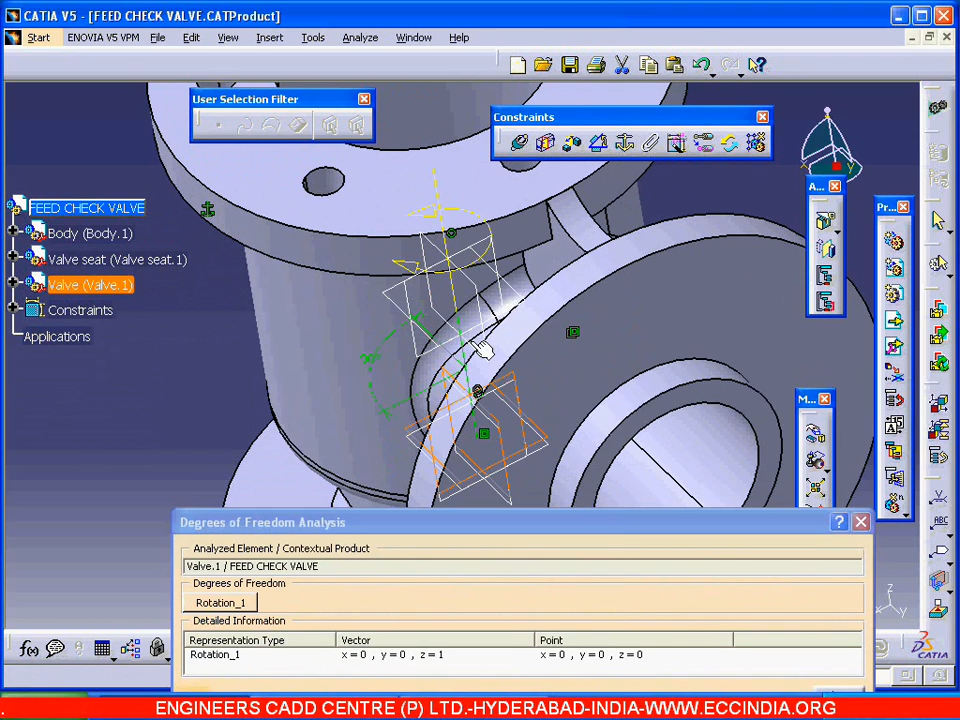 CATIA V5 - [FEED CHECK VALVE.CATProduct]
Start ENOVIA V5 VPM File Edit View Insert Tools Analyze Window Help
User Selection Filter
Constraints
A...
Pr...
FEED CHECK VALVE
Body (Body.1)
Valve seat (Valve seat.1)
Valve (Valve.1)
Constraints
Applications
M...
Degrees of Freedom Analysis
Analyzed Element / Contextual Product
Valve.1 / FEED CHECK VALVE
Degrees of Freedom
Rotation_1
Detailed Information
Representation Type Vector Point
Rotation_1 x = 0 , y = 0 , z = 1 x = 0 , y = 0 , z = 0
f(x)
ABC
z
x y
CATIA
ENGINEERS CADD CENTRE (P) LTD.-HYDERABAD-INDIA-WWW.ECCINDIA.ORG